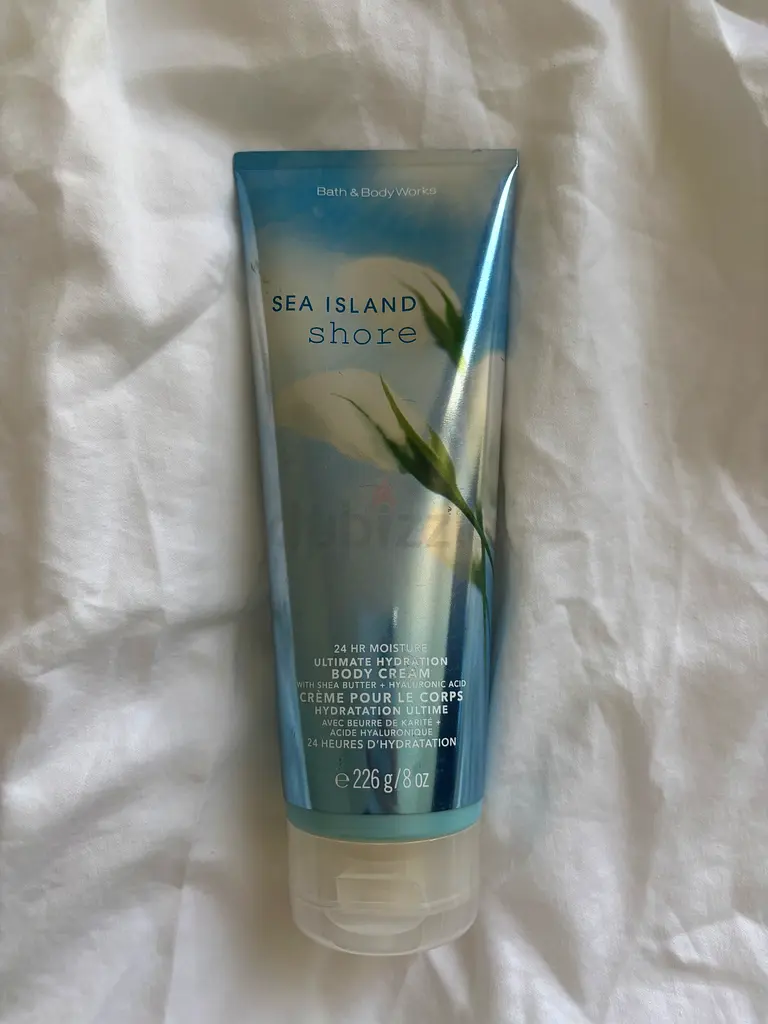 Bath & Body Works
SEA ISLAND
shore
dubizzle
24 HR MOISTURE
ULTIMATE HYDRATION
BODY CREAM
WITH SHEA BUTTER + HYALURONIC ACID
CRÈME POUR LE CORPS
HYDRATATION ULTIME
AVEC BEURRE DE KARITÉ +
ACIDE HYALURONIQUE
24 HEURES D'HYDRATATION
℮ 226 g/8 oz